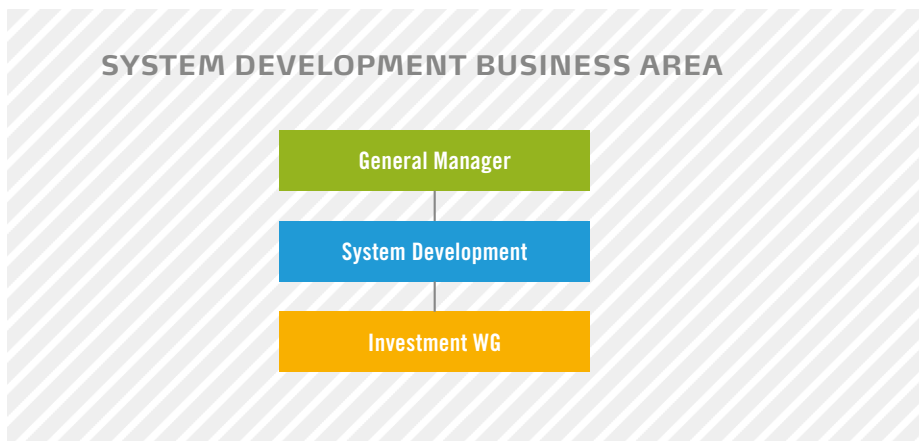 SYSTEM DEVELOPMENT BUSINESS AREA
General Manager
System Development
Investment WG